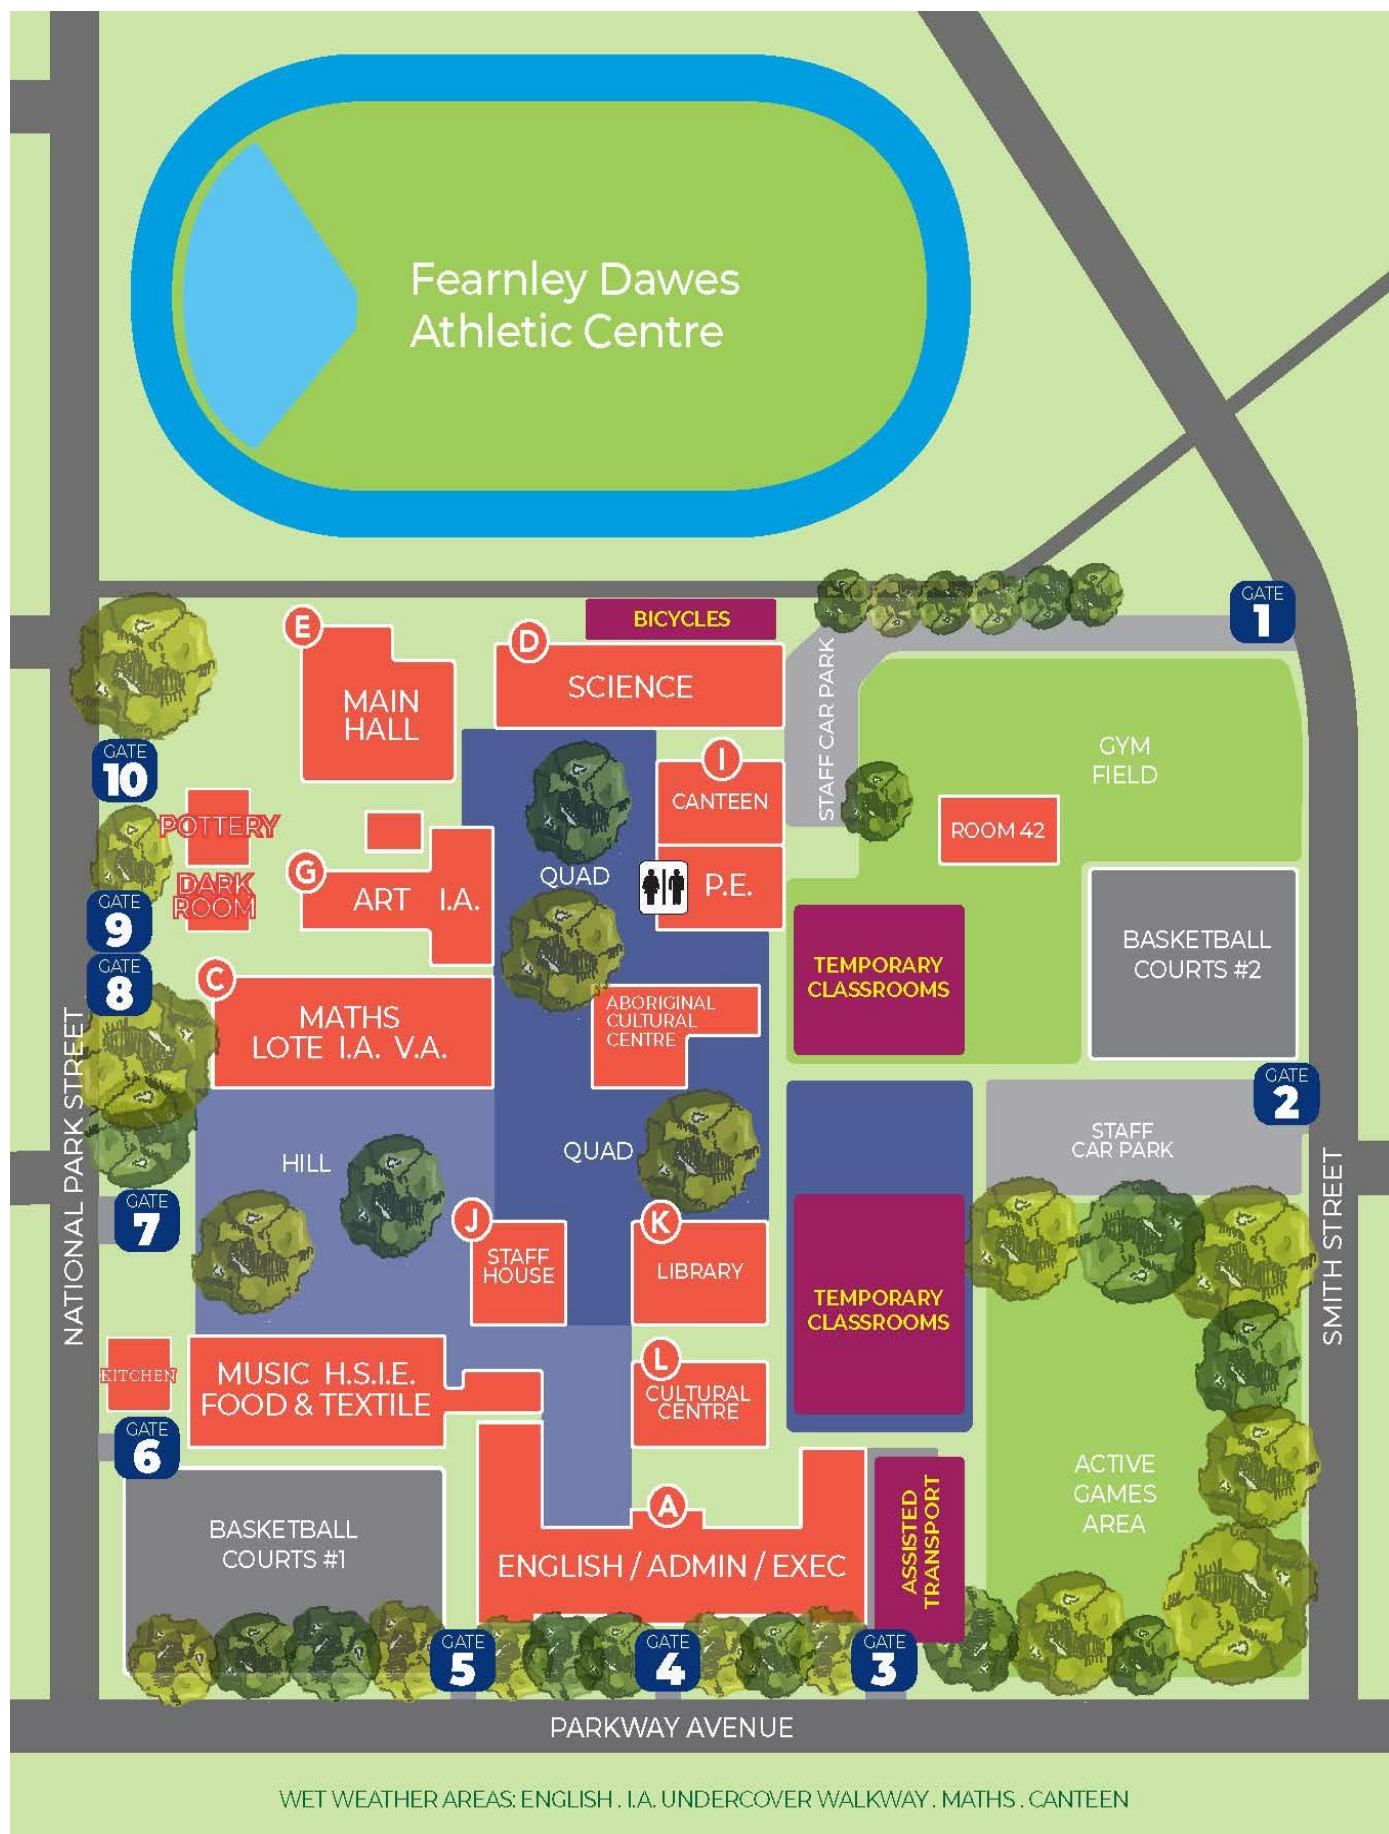 Fearnley Dawes
Athletic Centre
GATE
1
BICYCLES
E
D
MAIN
HALL
SCIENCE
STAFF CAR PARK
GYM
FIELD
GATE
10
I
CANTEEN
POTTERY
ROOM 42
G
ART I.A.
QUAD
P.E.
DARK
ROOM
GATE
9
GATE
8
C
MATHS
LOTE I.A. V.A.
ABORIGINAL
CULTURAL
CENTRE
TEMPORARY
CLASSROOMS
BASKETBALL
COURTS #2
GATE
2
NATIONAL PARK STREET
HILL
QUAD
STAFF
CAR PARK
SMITH STREET
GATE
7
J
STAFF
HOUSE
K
LIBRARY
TEMPORARY
CLASSROOMS
KITCHEN
MUSIC H.S.I.E.
FOOD & TEXTILE
L
CULTURAL
CENTRE
GATE
6
BASKETBALL
COURTS #1
A
ENGLISH / ADMIN / EXEC
ASSISTED
TRANSPORT
ACTIVE
GAMES
AREA
GATE
5
GATE
4
GATE
3
PARKWAY AVENUE
WET WEATHER AREAS: ENGLISH . I.A. UNDERCOVER WALKWAY . MATHS . CANTEEN